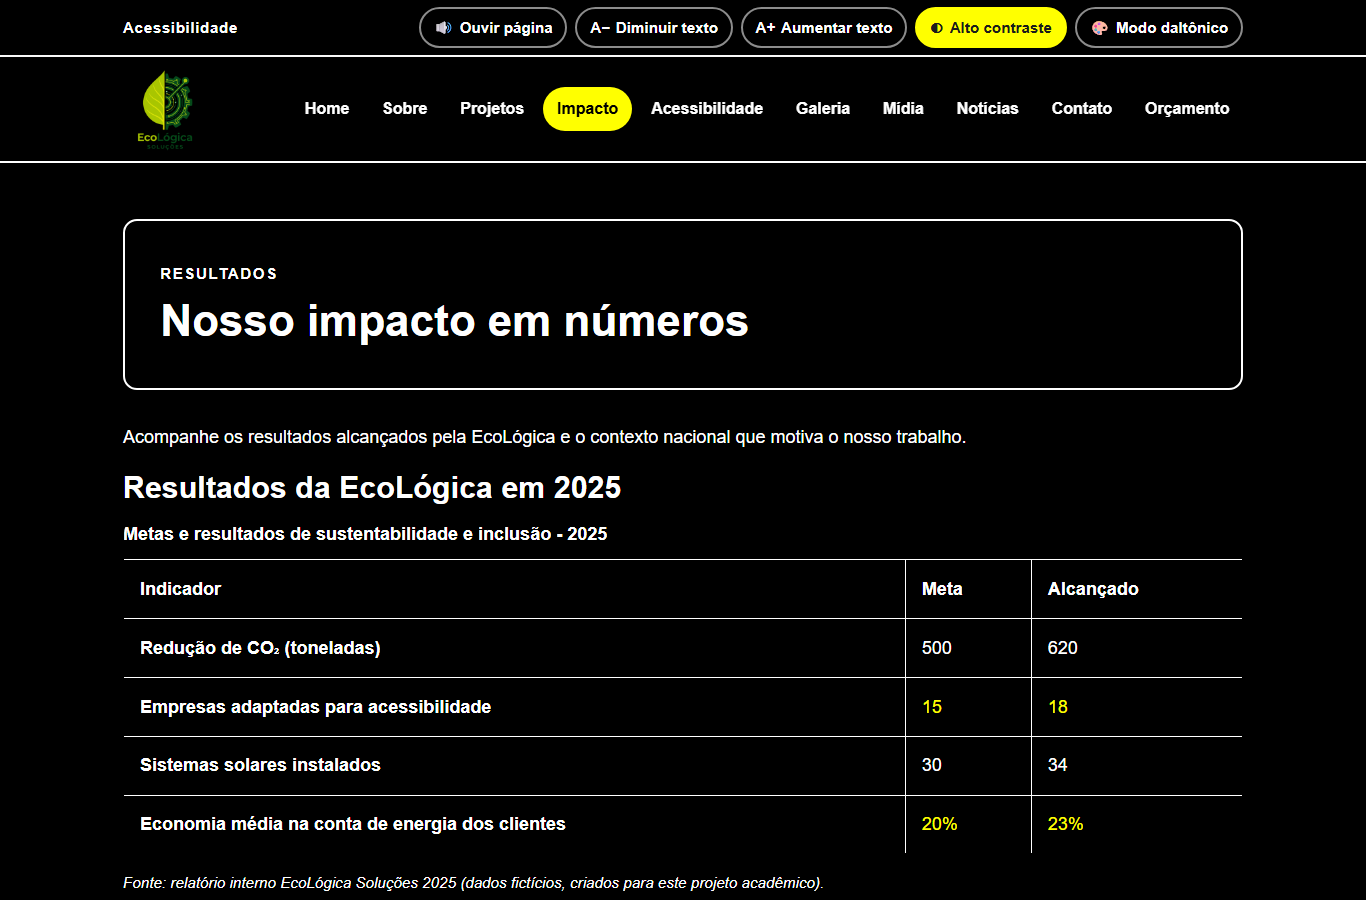 Acessibilidade
Ouvir página
A− Diminuir texto
A+ Aumentar texto
Alto contraste
Modo daltônico
EcoLógica
SOLUÇÕES
Home
Sobre
Projetos
Impacto
Acessibilidade
Galeria
Mídia
Notícias
Contato
Orçamento
RESULTADOS
Nosso impacto em números
Acompanhe os resultados alcançados pela EcoLógica e o contexto nacional que motiva o nosso trabalho.
Resultados da EcoLógica em 2025
Metas e resultados de sustentabilidade e inclusão - 2025
Indicador Meta Alcançado
Redução de CO₂ (toneladas) 500 620
Empresas adaptadas para acessibilidade 15 18
Sistemas solares instalados 30 34
Economia média na conta de energia dos clientes 20% 23%
Fonte: relatório interno EcoLógica Soluções 2025 (dados fictícios, criados para este projeto acadêmico).